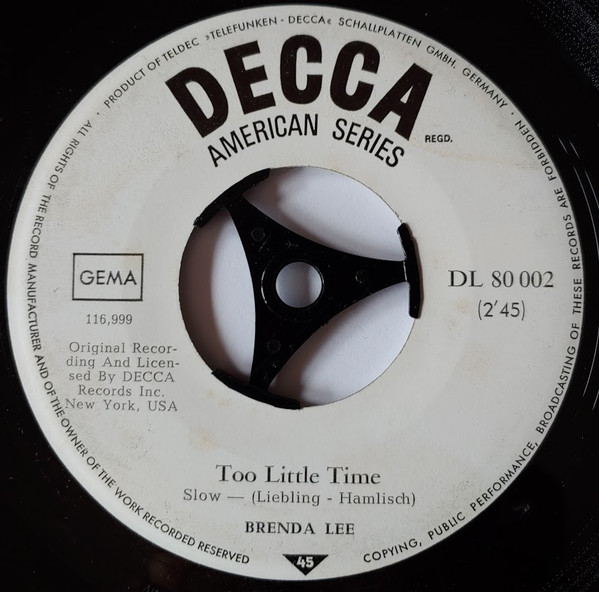 · PRODUCT OF TELDEC »TELEFUNKEN - DECCA« SCHALLPLATTEN GMBH. GERMANY ·
DECCA
REGD.
AMERICAN SERIES
GEMA
116,999
DL 80 002
(2'45)
Original Recor-
ding And Licen-
sed By DECCA
Records Inc.
New York, USA
Too Little Time
Slow — (Liebling - Hamlisch)
BRENDA LEE
45
ALL RIGHTS OF THE RECORD MANUFACTURER AND OF THE OWNER OF THE WORK RECORDED RESERVED
COPYING, PUBLIC PERFORMANCE, BROADCASTING OF THESE RECORDS ARE FORBIDDEN